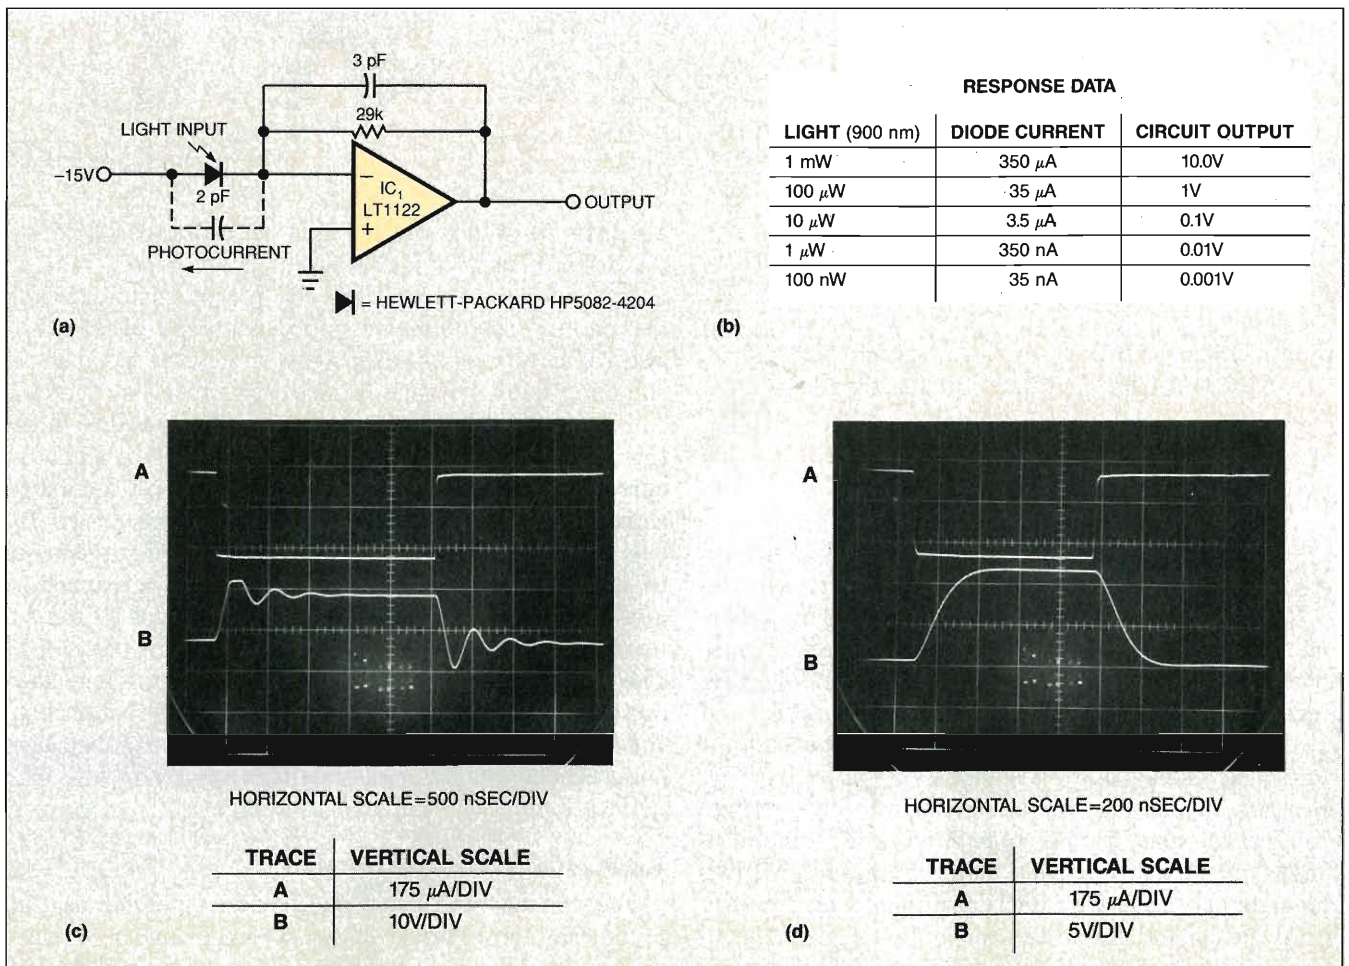 3 pF
29k
LIGHT INPUT
–15V
2 pF
–
IC1
LT1122
+
OUTPUT
PHOTOCURRENT
= HEWLETT-PACKARD HP5082-4204
(a)
RESPONSE DATA
LIGHT (900 nm) DIODE CURRENT CIRCUIT OUTPUT
1 mW 350 μA 10.0V
100 μW 35 μA 1V
10 μW 3.5 μA 0.1V
1 μW 350 nA 0.01V
100 nW 35 nA 0.001V
(b)
A
B
HORIZONTAL SCALE=500 nSEC/DIV
TRACE VERTICAL SCALE
A 175 μA/DIV
B 10V/DIV
(c)
A
B
HORIZONTAL SCALE=200 nSEC/DIV
TRACE VERTICAL SCALE
A 175 μA/DIV
B 5V/DIV
(d)